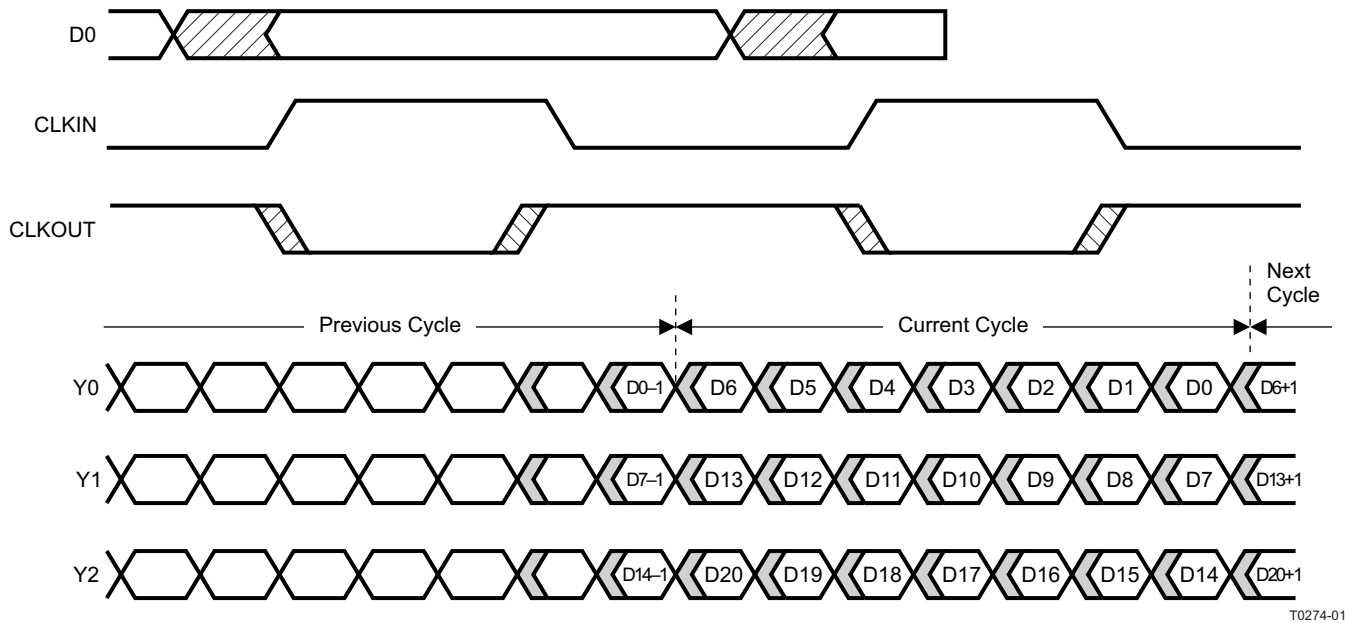 D0
CLKIN
CLKOUT
Next
Cycle
Previous Cycle
Current Cycle
Y0 D0–1 D6 D5 D4 D3 D2 D1 D0 D6+1
Y1 D7–1 D13 D12 D11 D10 D9 D8 D7 D13+1
Y2 D14–1 D20 D19 D18 D17 D16 D15 D14 D20+1
T0274-01